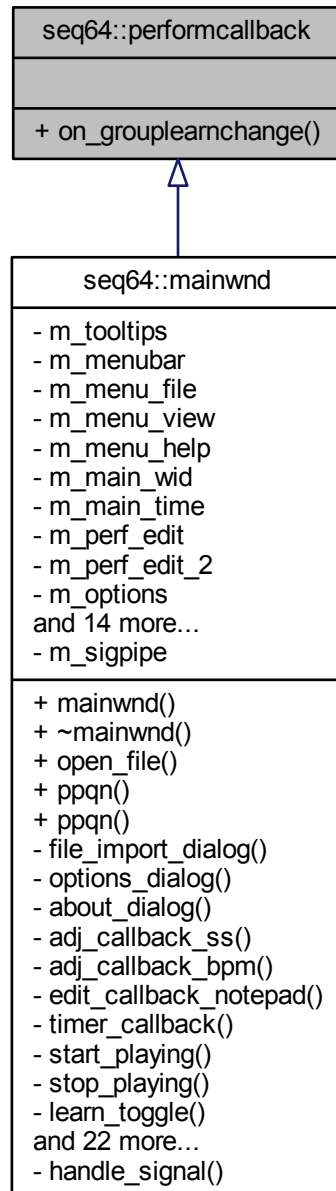 seq64::performcallback
+ on_grouplearnchange()
seq64::mainwnd
- m_tooltips
- m_menubar
- m_menu_file
- m_menu_view
- m_menu_help
- m_main_wid
- m_main_time
- m_perf_edit
- m_perf_edit_2
- m_options
and 14 more...
- m_sigpipe
+ mainwnd()
+ ~mainwnd()
+ open_file()
+ ppqn()
+ ppqn()
- file_import_dialog()
- options_dialog()
- about_dialog()
- adj_callback_ss()
- adj_callback_bpm()
- edit_callback_notepad()
- timer_callback()
- start_playing()
- stop_playing()
- learn_toggle()
and 22 more...
- handle_signal()